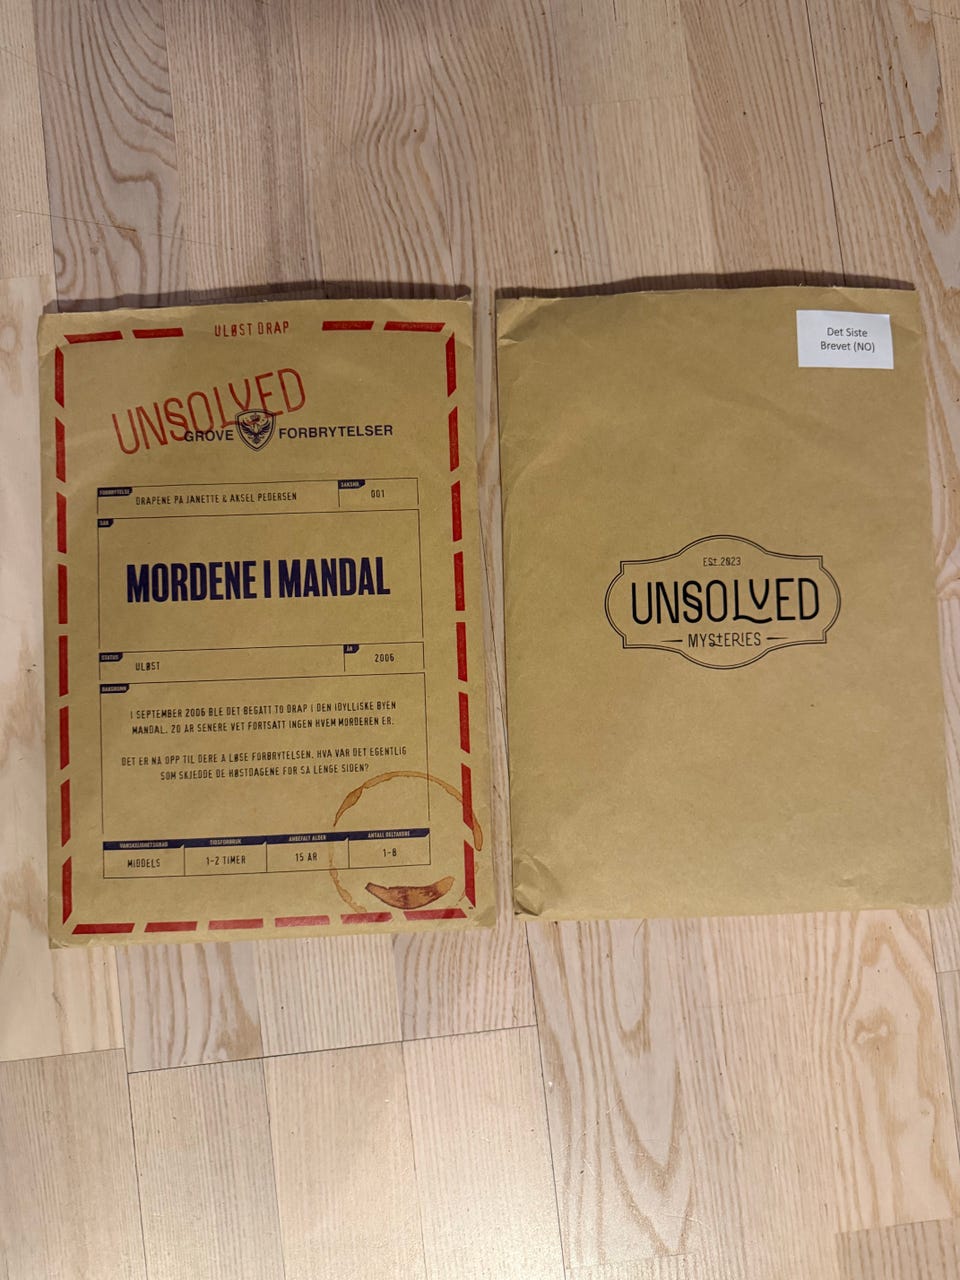 ULØST DRAP
UNSOLVED
GROVE FORBRYTELSER
FORBRYTELSE
DRAPENE PÅ JANETTE & AKSEL PEDERSEN
SAKSNR.
001
SAK
MORDENE I MANDAL
STATUS
ULØST
ÅR
2006
BAKGRUNN
I SEPTEMBER 2006 BLE DET BEGÅTT TO DRAP I DEN IDYLLISKE BYEN
MANDAL. 20 ÅR SENERE VET FORTSATT INGEN HVEM MORDEREN ER.
DET ER NÅ OPP TIL DERE Å LØSE FORBRYTELSEN. HVA VAR DET EGENTLIG
SOM SKJEDDE DE HØSTDAGENE FOR SÅ LENGE SIDEN?
VANSKELIGHETSGRAD TIDSFORBRUK ANBEFALT ALDER ANTALL DELTAKERE
MIDDELS 1-2 TIMER 15 ÅR 1-8
Det Siste
Brevet (NO)
EST.2023
UNSOLVED
MYSTERIES